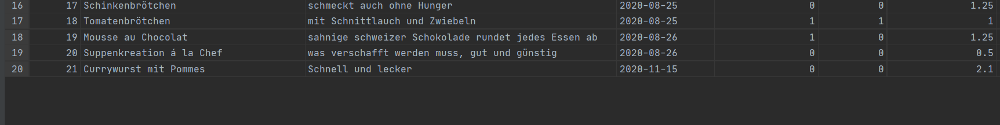 16 17 Schinkenbrötchen schmeckt auch ohne Hunger 2020-08-25 0 0 1.25
17 18 Tomatenbrötchen mit Schnittlauch und Zwiebeln 2020-08-25 1 1 1
18 19 Mousse au Chocolat sahnige schweizer Schokolade rundet jedes Essen ab 2020-08-26 1 0 1.25
19 20 Suppenkreation á la Chef was verschafft werden muss, gut und günstig 2020-08-26 0 0 0.5
20 21 Currywurst mit Pommes Schnell und lecker 2020-11-15 0 0 2.1